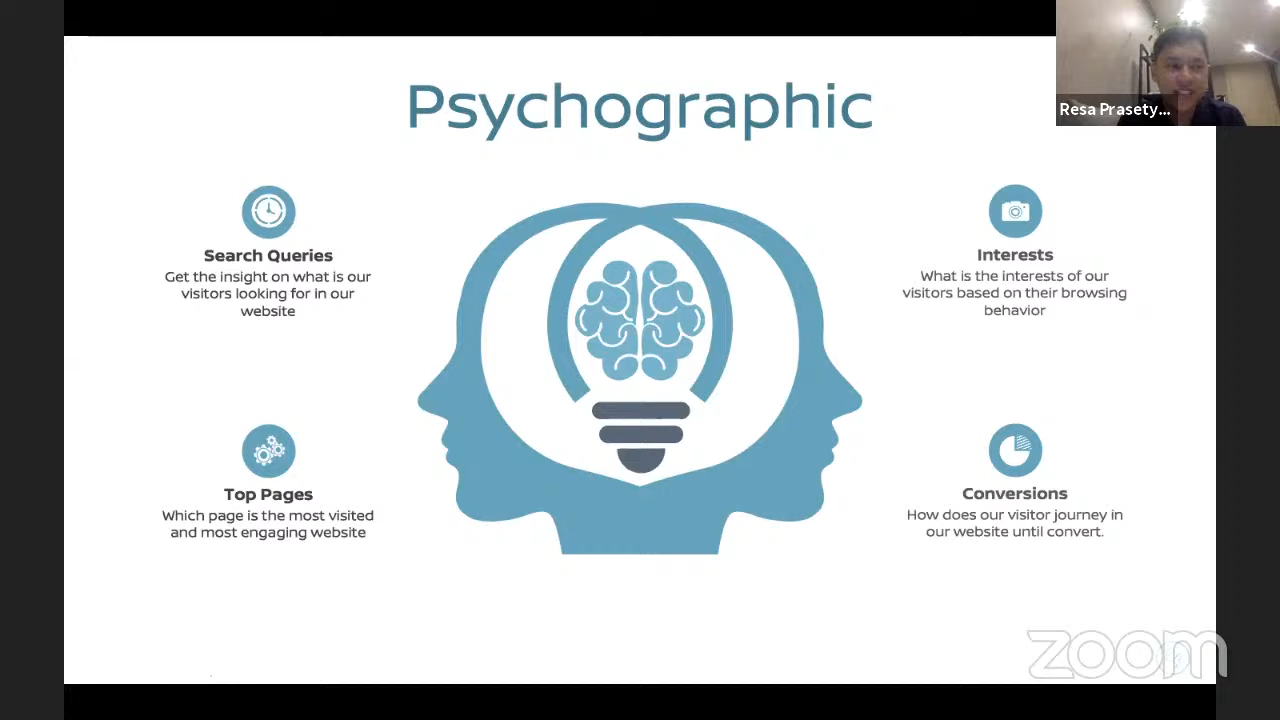 Psychographic
Resa Prasety...
Search Queries
Get the insight on what is our
visitors looking for in our
website
Interests
What is the interests of our
visitors based on their browsing
behavior
Top Pages
Which page is the most visited
and most engaging website
Conversions
How does our visitor journey in
our website until convert.
zoom